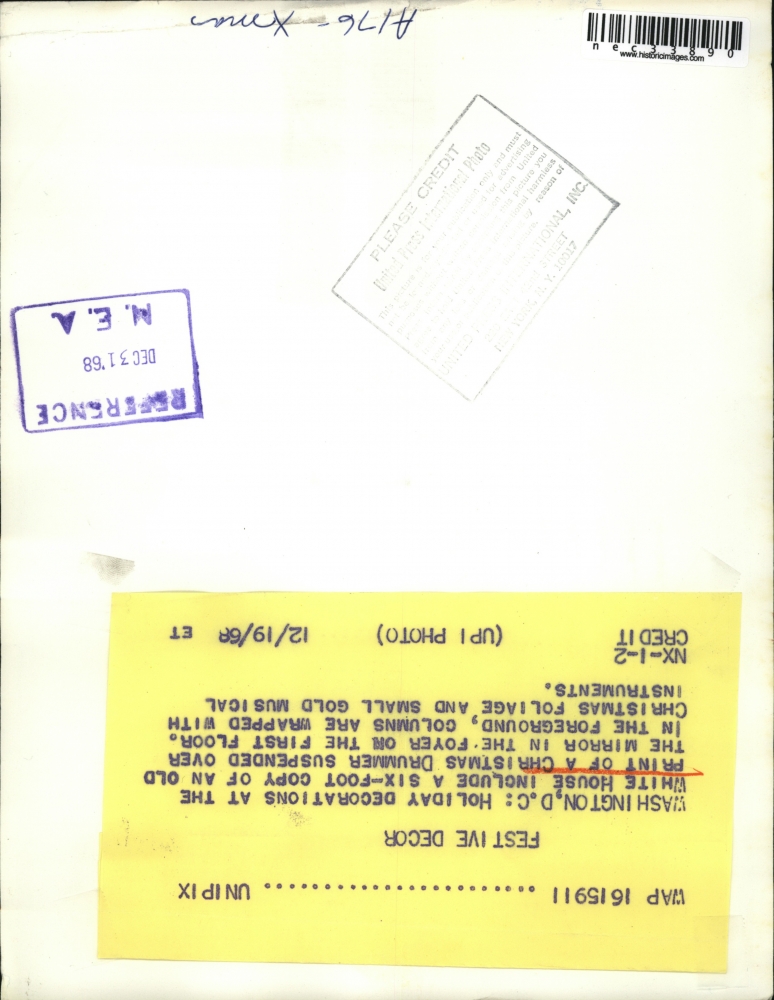 A176 - Xmas
nec33890
www.historicimages.com
PLEASE CREDIT
United Press International Photo
INC.
N. Y. 10017
REFERENCE
DEC 31 '68
N. E. A
WAP 1615911 ........................ UNIPIX
FESTIVE DECOR
WASHINGTON, D.C: HOLIDAY DECORATIONS AT THE
WHITE HOUSE INCLUDE A SIX-FOOT COPY OF AN OLD
PRINT OF A CHRISTMAS DRUMMER SUSPENDED OVER
THE MIRROR IN THE FOYER ON THE FIRST FLOOR.
IN THE FOREGROUND, COLUMNS ARE WRAPPED WITH
CHRISTMAS FOLIAGE AND SMALL GOLD MUSICAL
INSTRUMENTS.
NX-1-2
CREDIT (UPI PHOTO) 12/19/68 ET